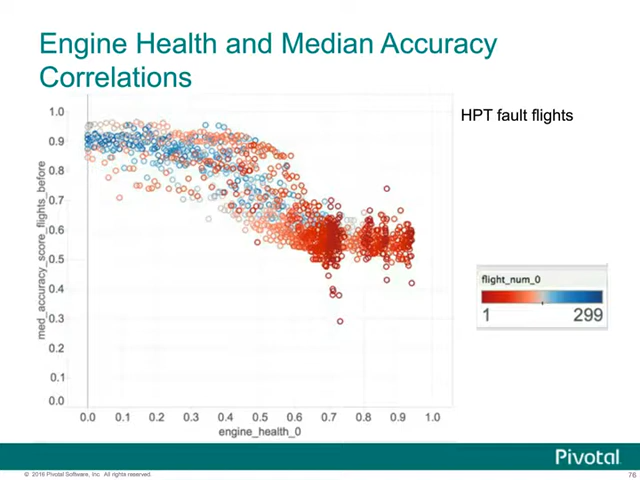 Engine Health and Median Accuracy
Correlations
HPT fault flights
med_accuracy_score_flights_before
1.0
0.9
0.8
0.7
0.6
0.5
0.4
0.3
0.2
0.1
0.0
0.0 0.1 0.2 0.3 0.4 0.5 0.6 0.7 0.8 0.9 1.0
engine_health_0
flight_num_0
1 299
Pivotal
© 2016 Pivotal Software, Inc. All rights reserved.
76